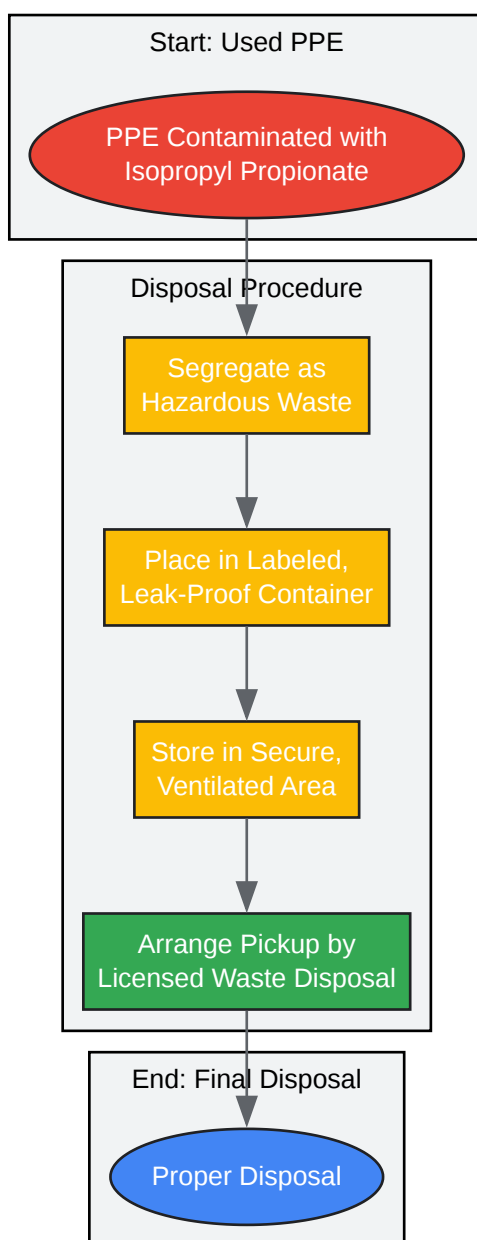 Start: Used PPE
PPE Contaminated with
Isopropyl Propionate
Disposal Procedure
Segregate as
Hazardous Waste
Place in Labeled,
Leak-Proof Container
Store in Secure,
Ventilated Area
Arrange Pickup by
Licensed Waste Disposal
End: Final Disposal
Proper Disposal